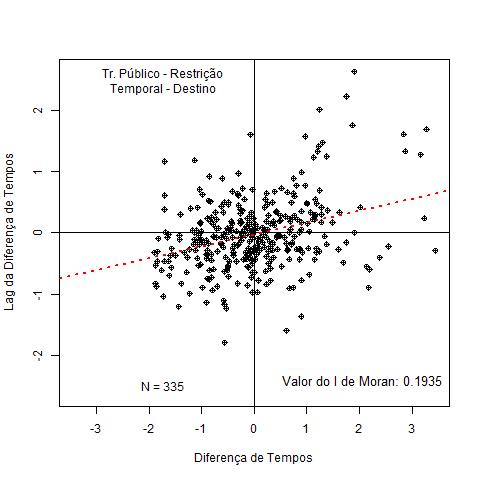 Tr. Público - Restrição
Temporal - Destino
2
1
0
-1
-2
Lag da Diferença de Tempos
N = 335
Valor do I de Moran: 0.1935
-3 -2 -1 0 1 2 3
Diferença de Tempos